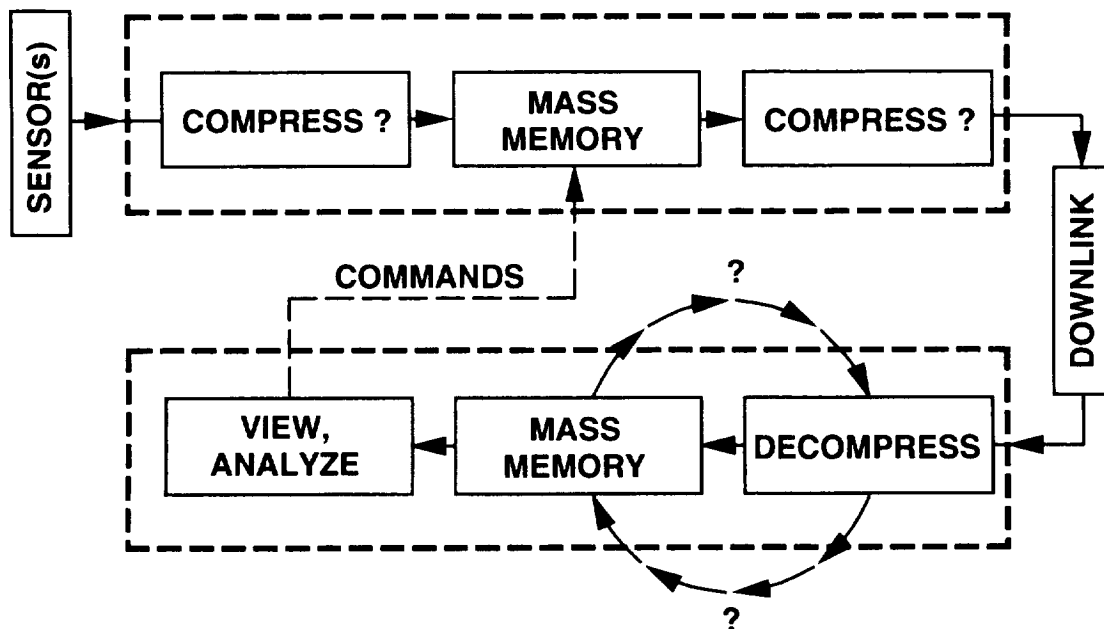 SENSOR(s)
COMPRESS ?
MASS
MEMORY
COMPRESS ?
DOWNLINK
COMMANDS
?
VIEW,
ANALYZE
MASS
MEMORY
DECOMPRESS
?